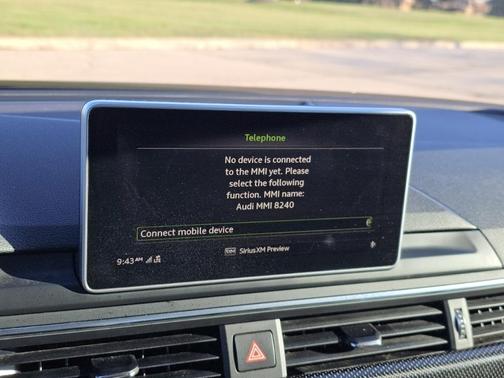 Telephone
No device is connected
to the MMI yet. Please
select the following
function. MMI name:
Audi MMI 8240
Connect mobile device
SiriusXM Preview
9:43 AM